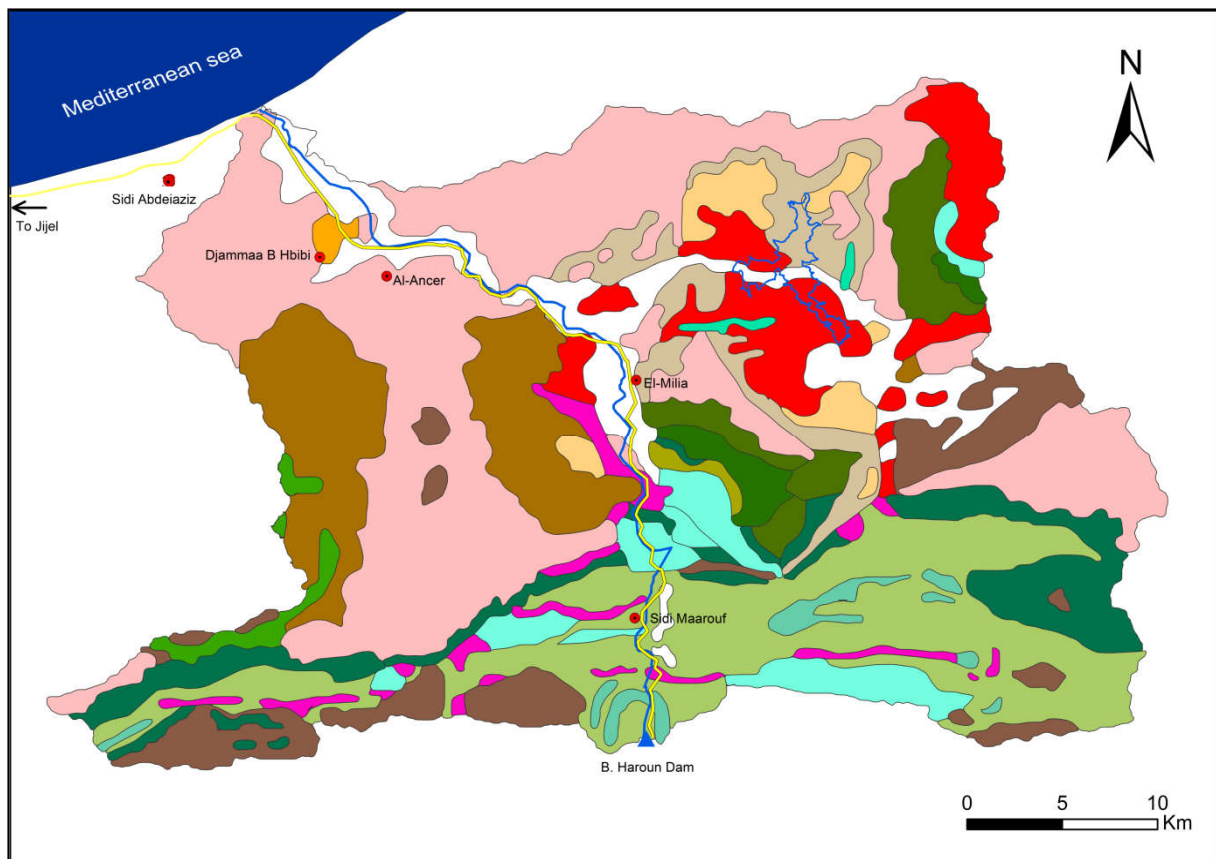 Mediterranean sea
N
Sidi Abdeiaziz
To Jijel
Djammaa B Hbibi
Al-Ancer
El-Milia
Sidi Maarouf
B. Haroun Dam
0 5 10
Km